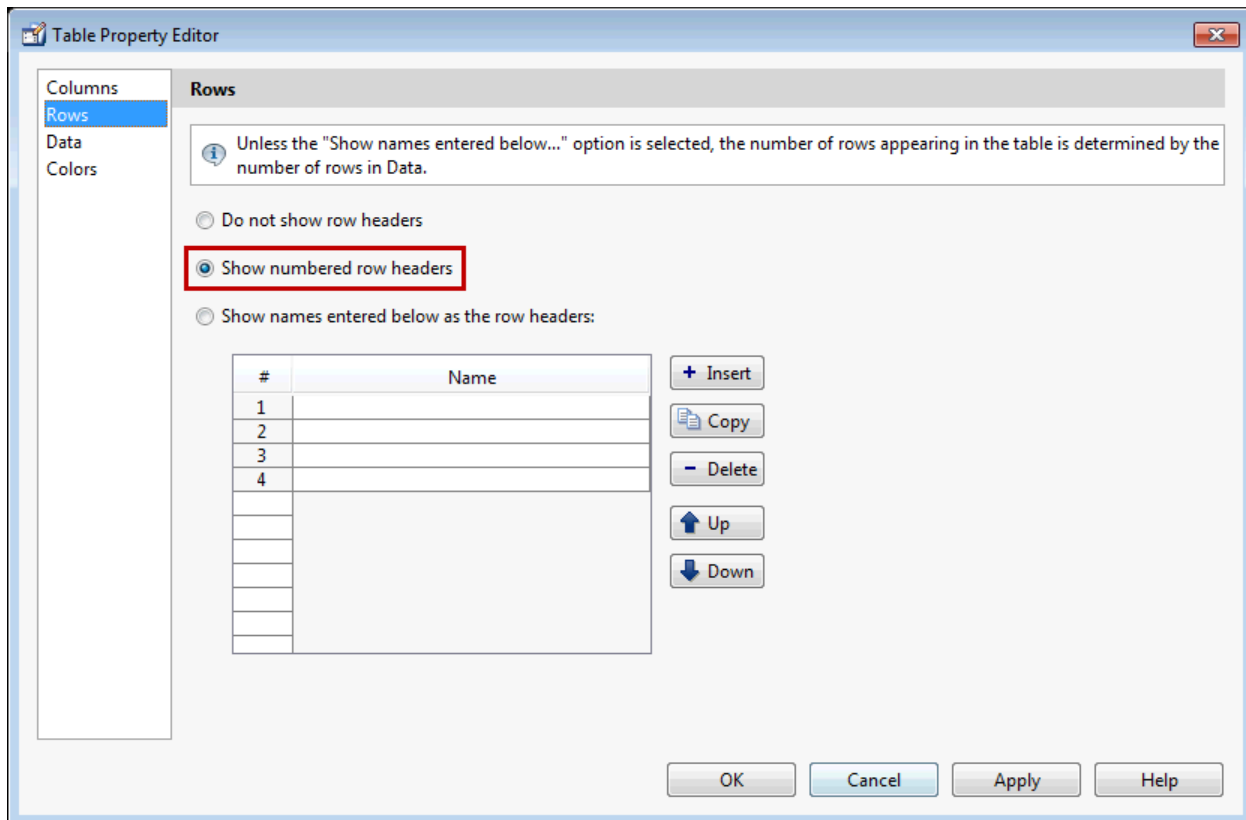 Table Property Editor
Columns
Rows
Data
Colors
Rows
Unless the "Show names entered below..." option is selected, the number of rows appearing in the table is determined by the
number of rows in Data.
Do not show row headers
Show numbered row headers
Show names entered below as the row headers:
# Name
1
2
3
4
+ Insert
Copy
- Delete
Up
Down
OK Cancel Apply Help